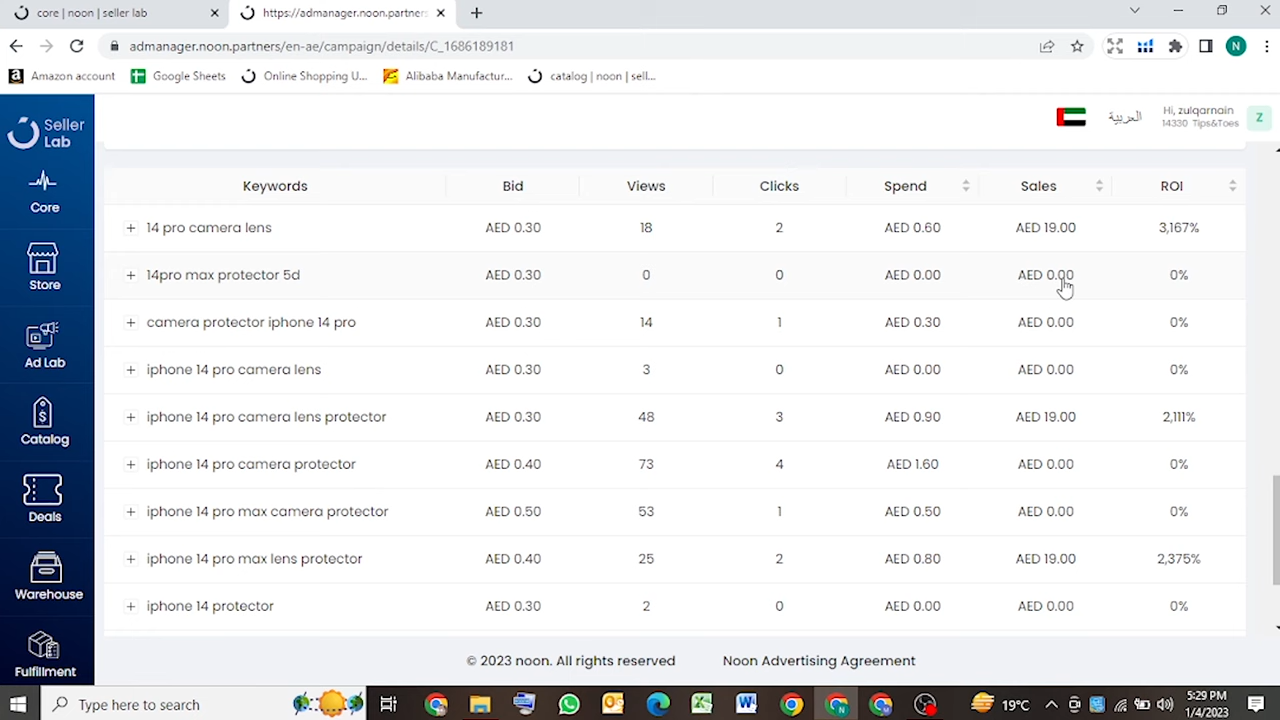 core | noon | seller lab
https://admanager.noon.partners
admanager.noon.partners/en-ae/campaign/details/C_1686189181
N
Amazon account
Google Sheets
Online Shopping U...
Alibaba Manufactur...
catalog | noon | sell...
Seller Lab
العربية
Hi, zulqarnain
14330 Tips&Toes
Z
Core
Store
Ad Lab
Catalog
Deals
Warehouse
Fulfillment
Keywords Bid Views Clicks Spend Sales ROI
+ 14 pro camera lens AED 0.30 18 2 AED 0.60 AED 19.00 3,167%
+ 14pro max protector 5d AED 0.30 0 0 AED 0.00 AED 0.00 0%
+ camera protector iphone 14 pro AED 0.30 14 1 AED 0.30 AED 0.00 0%
+ iphone 14 pro camera lens AED 0.30 3 0 AED 0.00 AED 0.00 0%
+ iphone 14 pro camera lens protector AED 0.30 48 3 AED 0.90 AED 19.00 2,111%
+ iphone 14 pro camera protector AED 0.40 73 4 AED 1.60 AED 0.00 0%
+ iphone 14 pro max camera protector AED 0.50 53 1 AED 0.50 AED 0.00 0%
+ iphone 14 pro max lens protector AED 0.40 25 2 AED 0.80 AED 19.00 2,375%
+ iphone 14 protector AED 0.30 2 0 AED 0.00 AED 0.00 0%
© 2023 noon. All rights reserved Noon Advertising Agreement
Type here to search
19°C
5:29 PM
1/4/2023